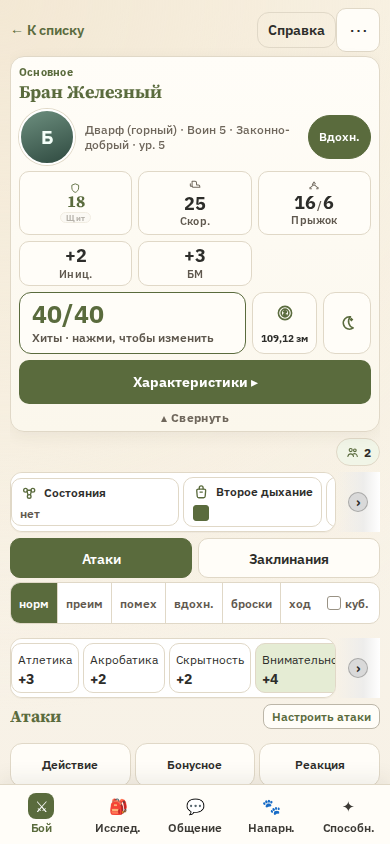 ← К списку
Справка
...
Основное
Бран Железный
Б
Дварф (горный) · Воин 5 · Законно-
добрый · ур. 5
Вдохн.
18
Щит
25
Скор.
16/6
Прыжок
+2
Иниц.
+3
БМ
40/40
Хиты · нажми, чтобы изменить
109,12 зм
Характеристики ▸
▴ Свернуть
2
Состояния
нет
Второе дыхание
›
Атаки
Заклинания
норм
преим
помех
вдохн.
броски
ход
куб.
Атлетика
+3
Акробатика
+2
Скрытность
+2
Внимательно
+4
›
Атаки
Настроить атаки
Действие
Бонусное
Реакция
Бой
Исслед.
Общение
Напарн.
Способн.